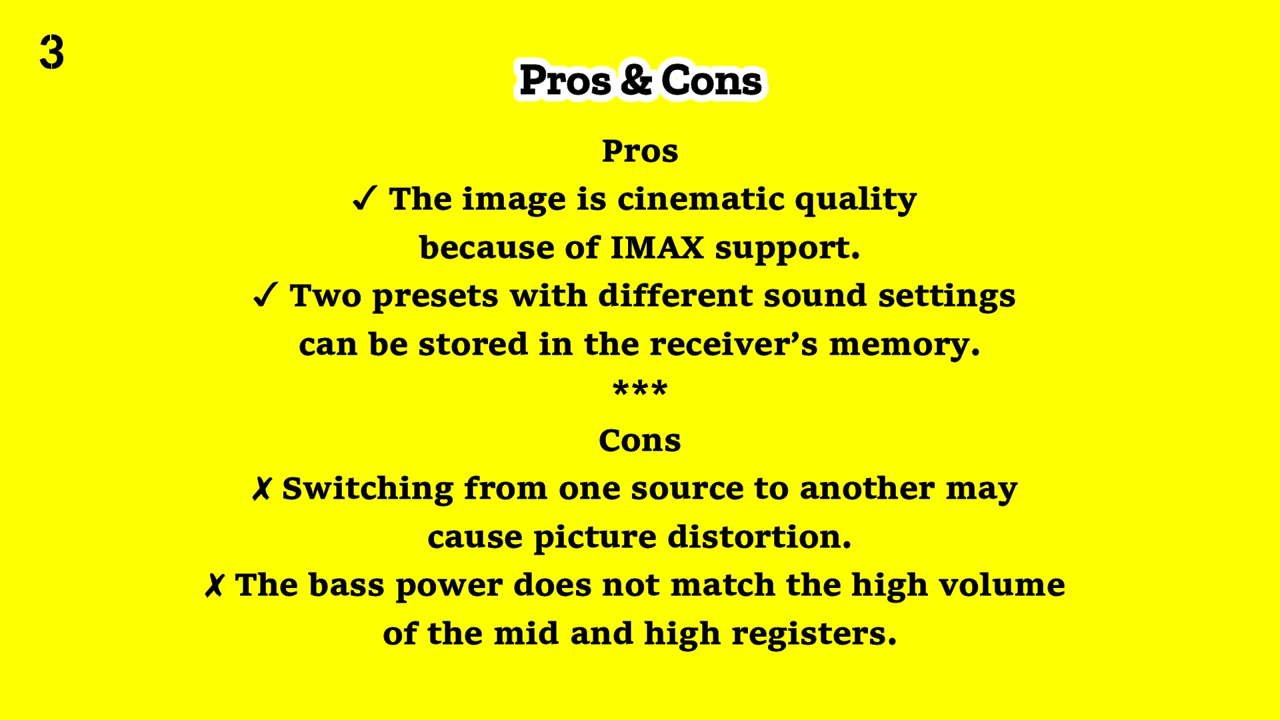 3
Pros & Cons
Pros
✓ The image is cinematic quality
because of IMAX support.
✓ Two presets with different sound settings
can be stored in the receiver’s memory.
***
Cons
✗ Switching from one source to another may
cause picture distortion.
✗ The bass power does not match the high volume
of the mid and high registers.